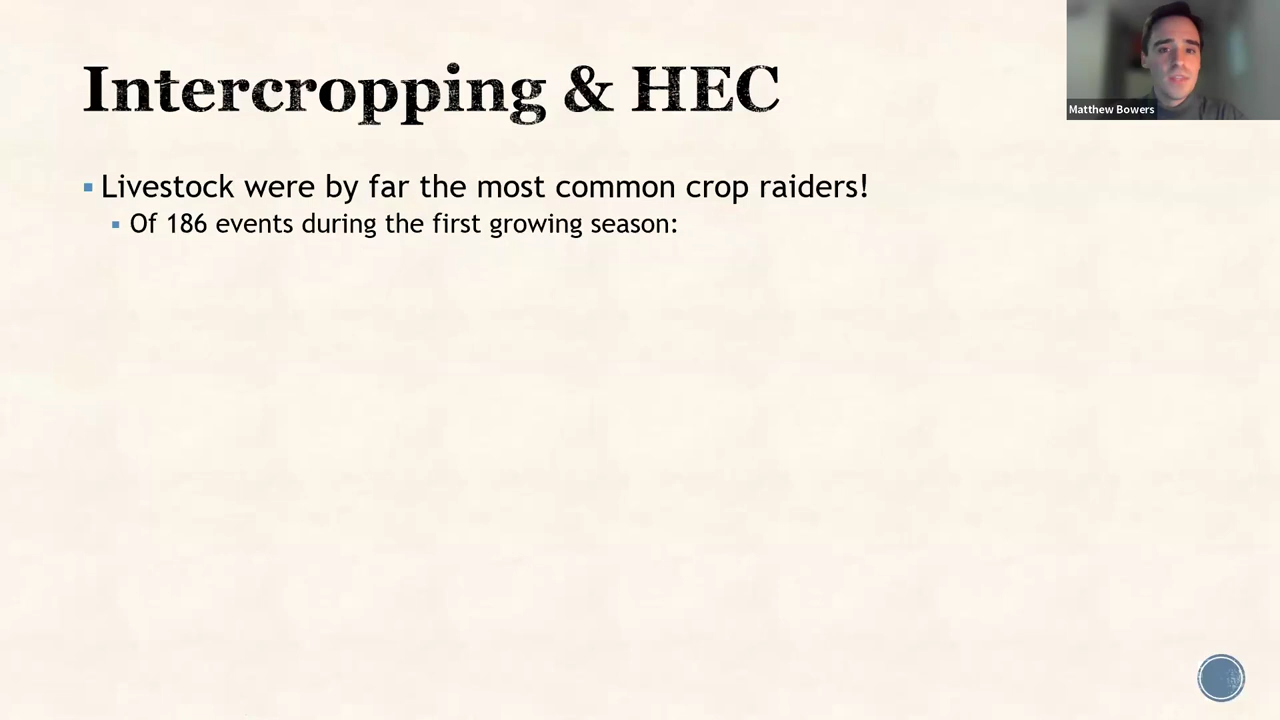 Intercropping & HEC
Matthew Bowers
Livestock were by far the most common crop raiders!
Of 186 events during the first growing season: